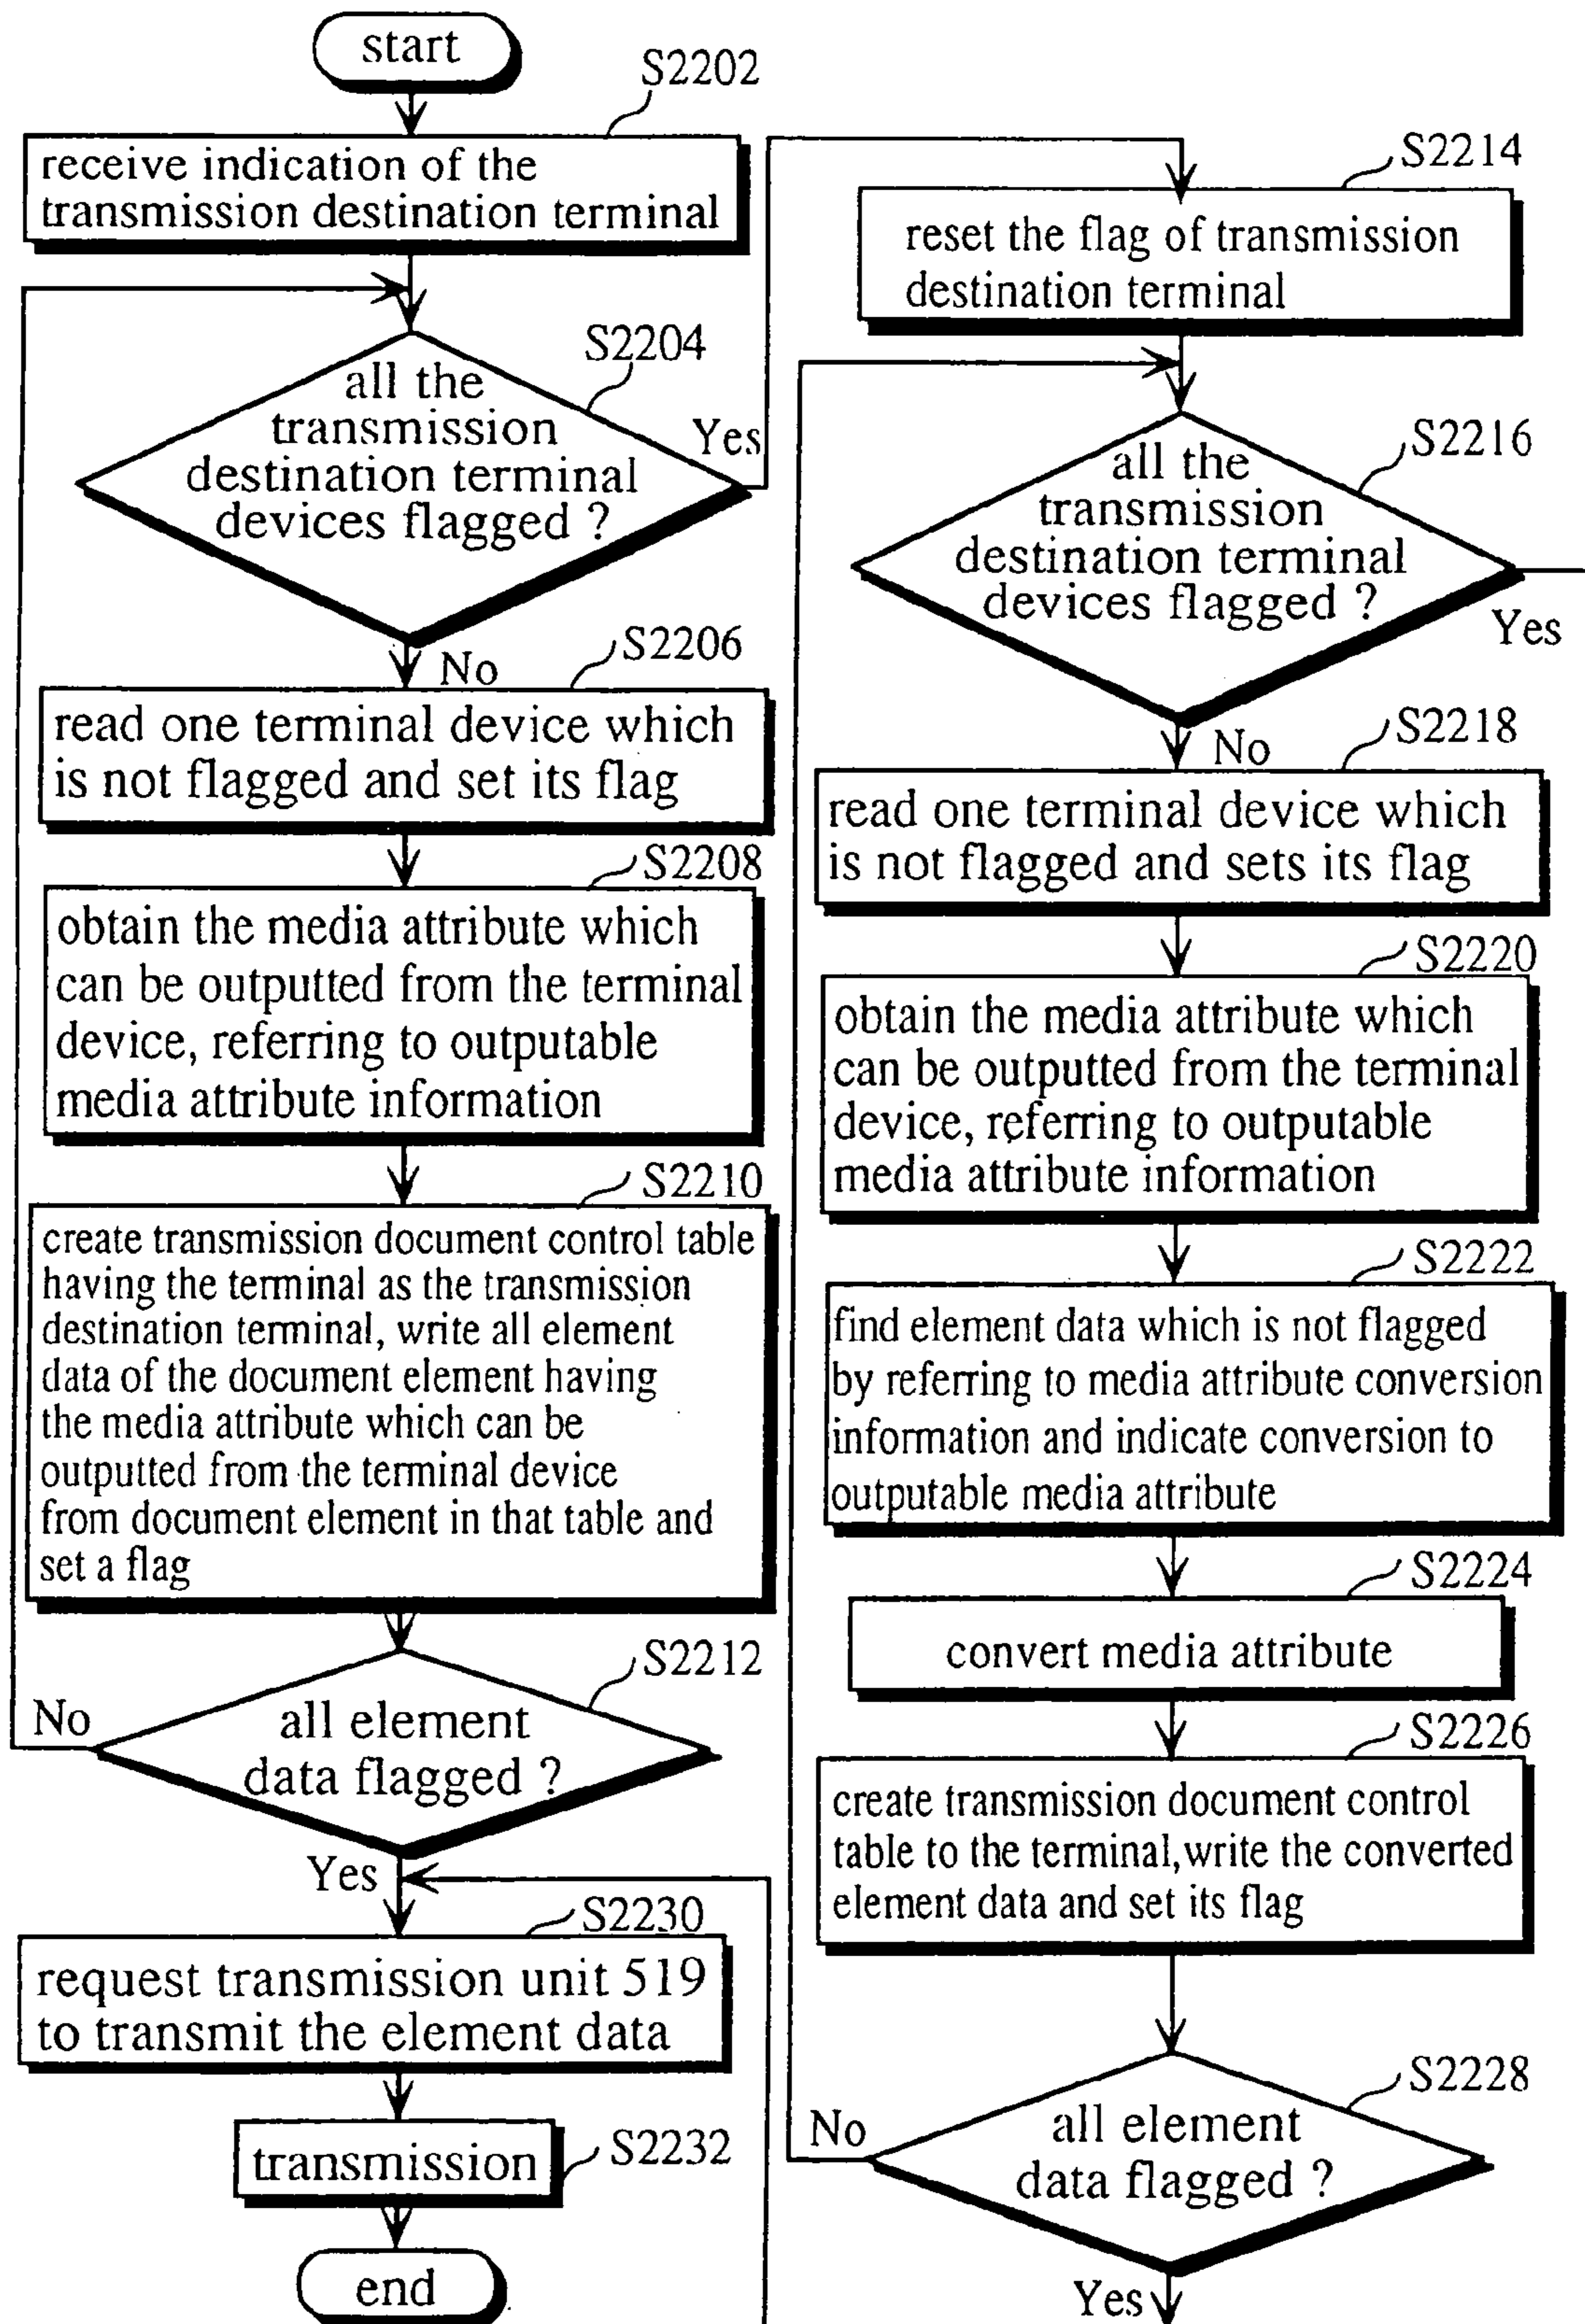 start
S2202
receive indication of the
transmission destination terminal
S2204
all the
transmission
destination terminal
devices flagged ?
Yes
No
S2206
read one terminal device which
is not flagged and set its flag
S2208
obtain the media attribute which
can be outputted from the terminal
device, referring to outputable
media attribute information
S2210
create transmission document control table
having the terminal as the transmission
destination terminal, write all element
data of the document element having
the media attribute which can be
outputted from the terminal device
from document element in that table and
set a flag
S2212
No
all element
data flagged ?
Yes
S2230
request transmission unit 519
to transmit the element data
transmission
S2232
end
S2214
reset the flag of transmission
destination terminal
S2216
all the
transmission
destination terminal
devices flagged ?
Yes
No
S2218
read one terminal device which
is not flagged and sets its flag
S2220
obtain the media attribute which
can be outputted from the terminal
device, referring to outputable
media attribute information
S2222
find element data which is not flagged
by referring to media attribute conversion
information and indicate conversion to
outputable media attribute
S2224
convert media attribute
S2226
create transmission document control
table to the terminal,write the converted
element data and set its flag
S2228
No
all element
data flagged ?
Yes